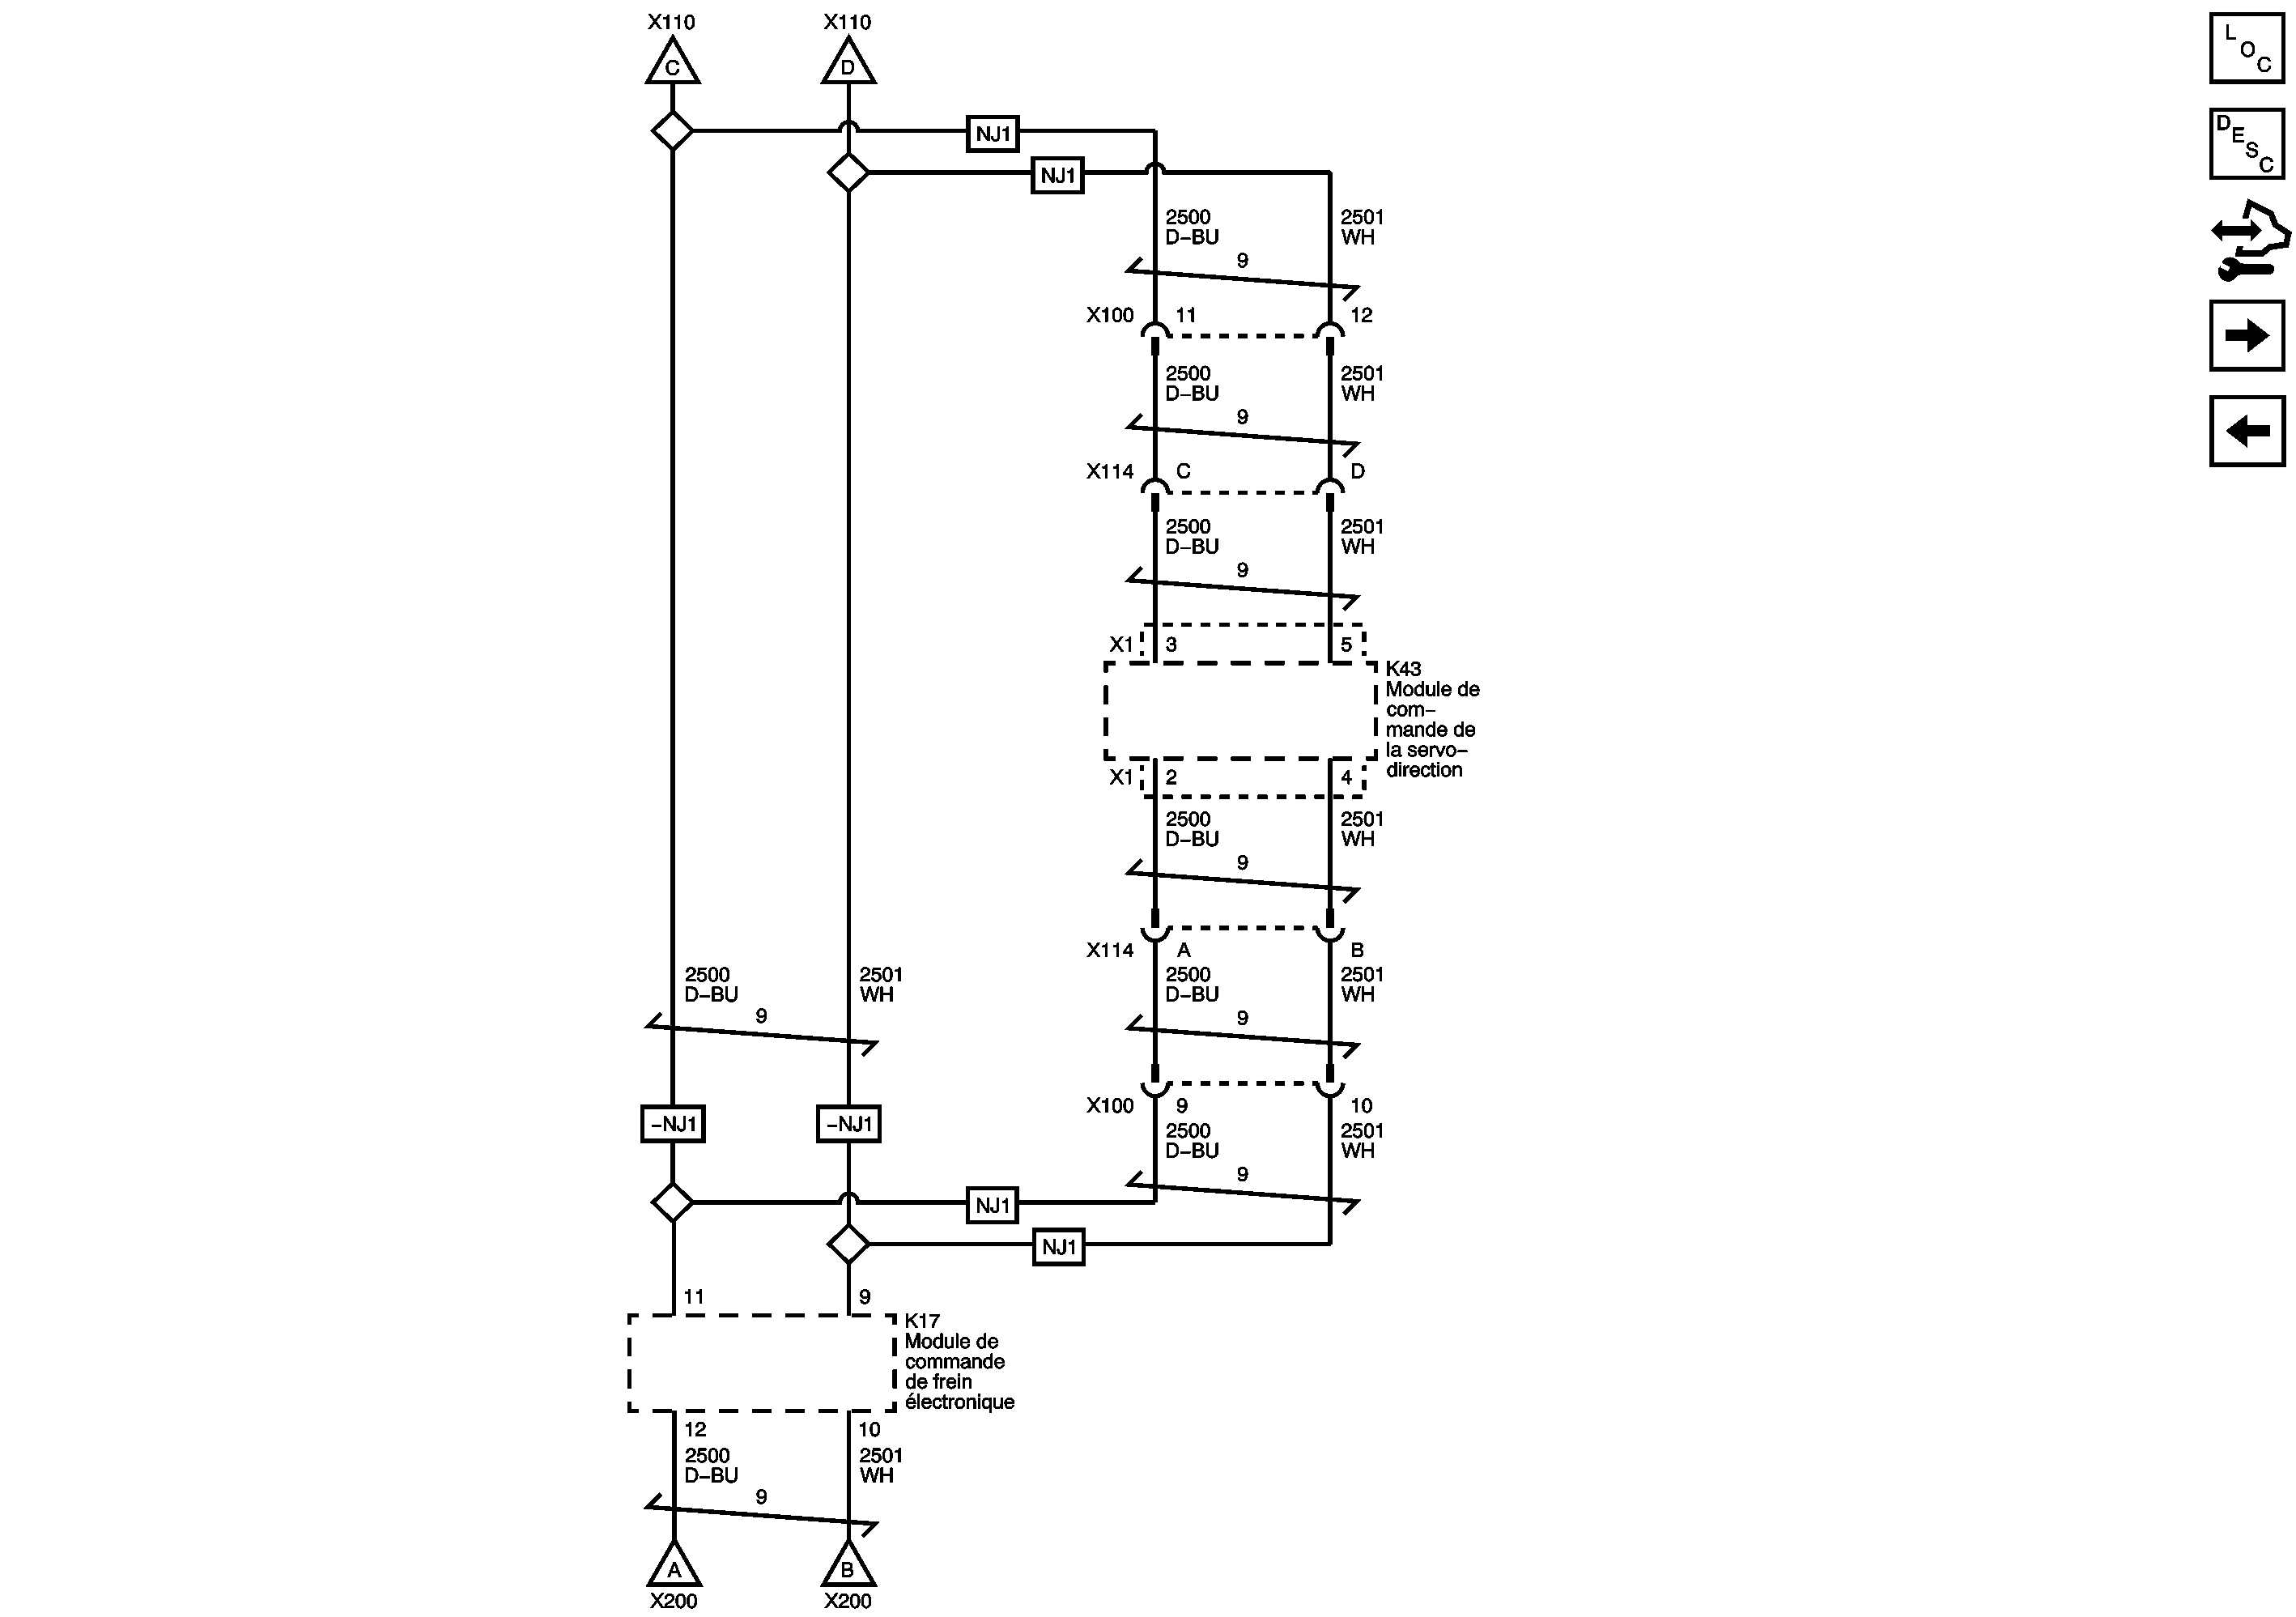 X110
X110
C
D
NJ1
NJ1
2500
D-BU
2501
WH
9
X100
11
12
2500
D-BU
2501
WH
9
X114
C
D
2500
D-BU
2501
WH
9
X1
3
5
K43
Module de
com-
mande de
la servo-
direction
X1
2
4
2500
D-BU
2501
WH
9
X114
A
B
2500
D-BU
2501
WH
9
X100
9
10
2500
D-BU
2501
WH
9
2500
D-BU
2501
WH
9
-NJ1
-NJ1
NJ1
NJ1
11
9
K17
Module de
commande
de frein
électronique
12
10
2500
D-BU
2501
WH
9
A
B
X200
X200
LOC
DESC